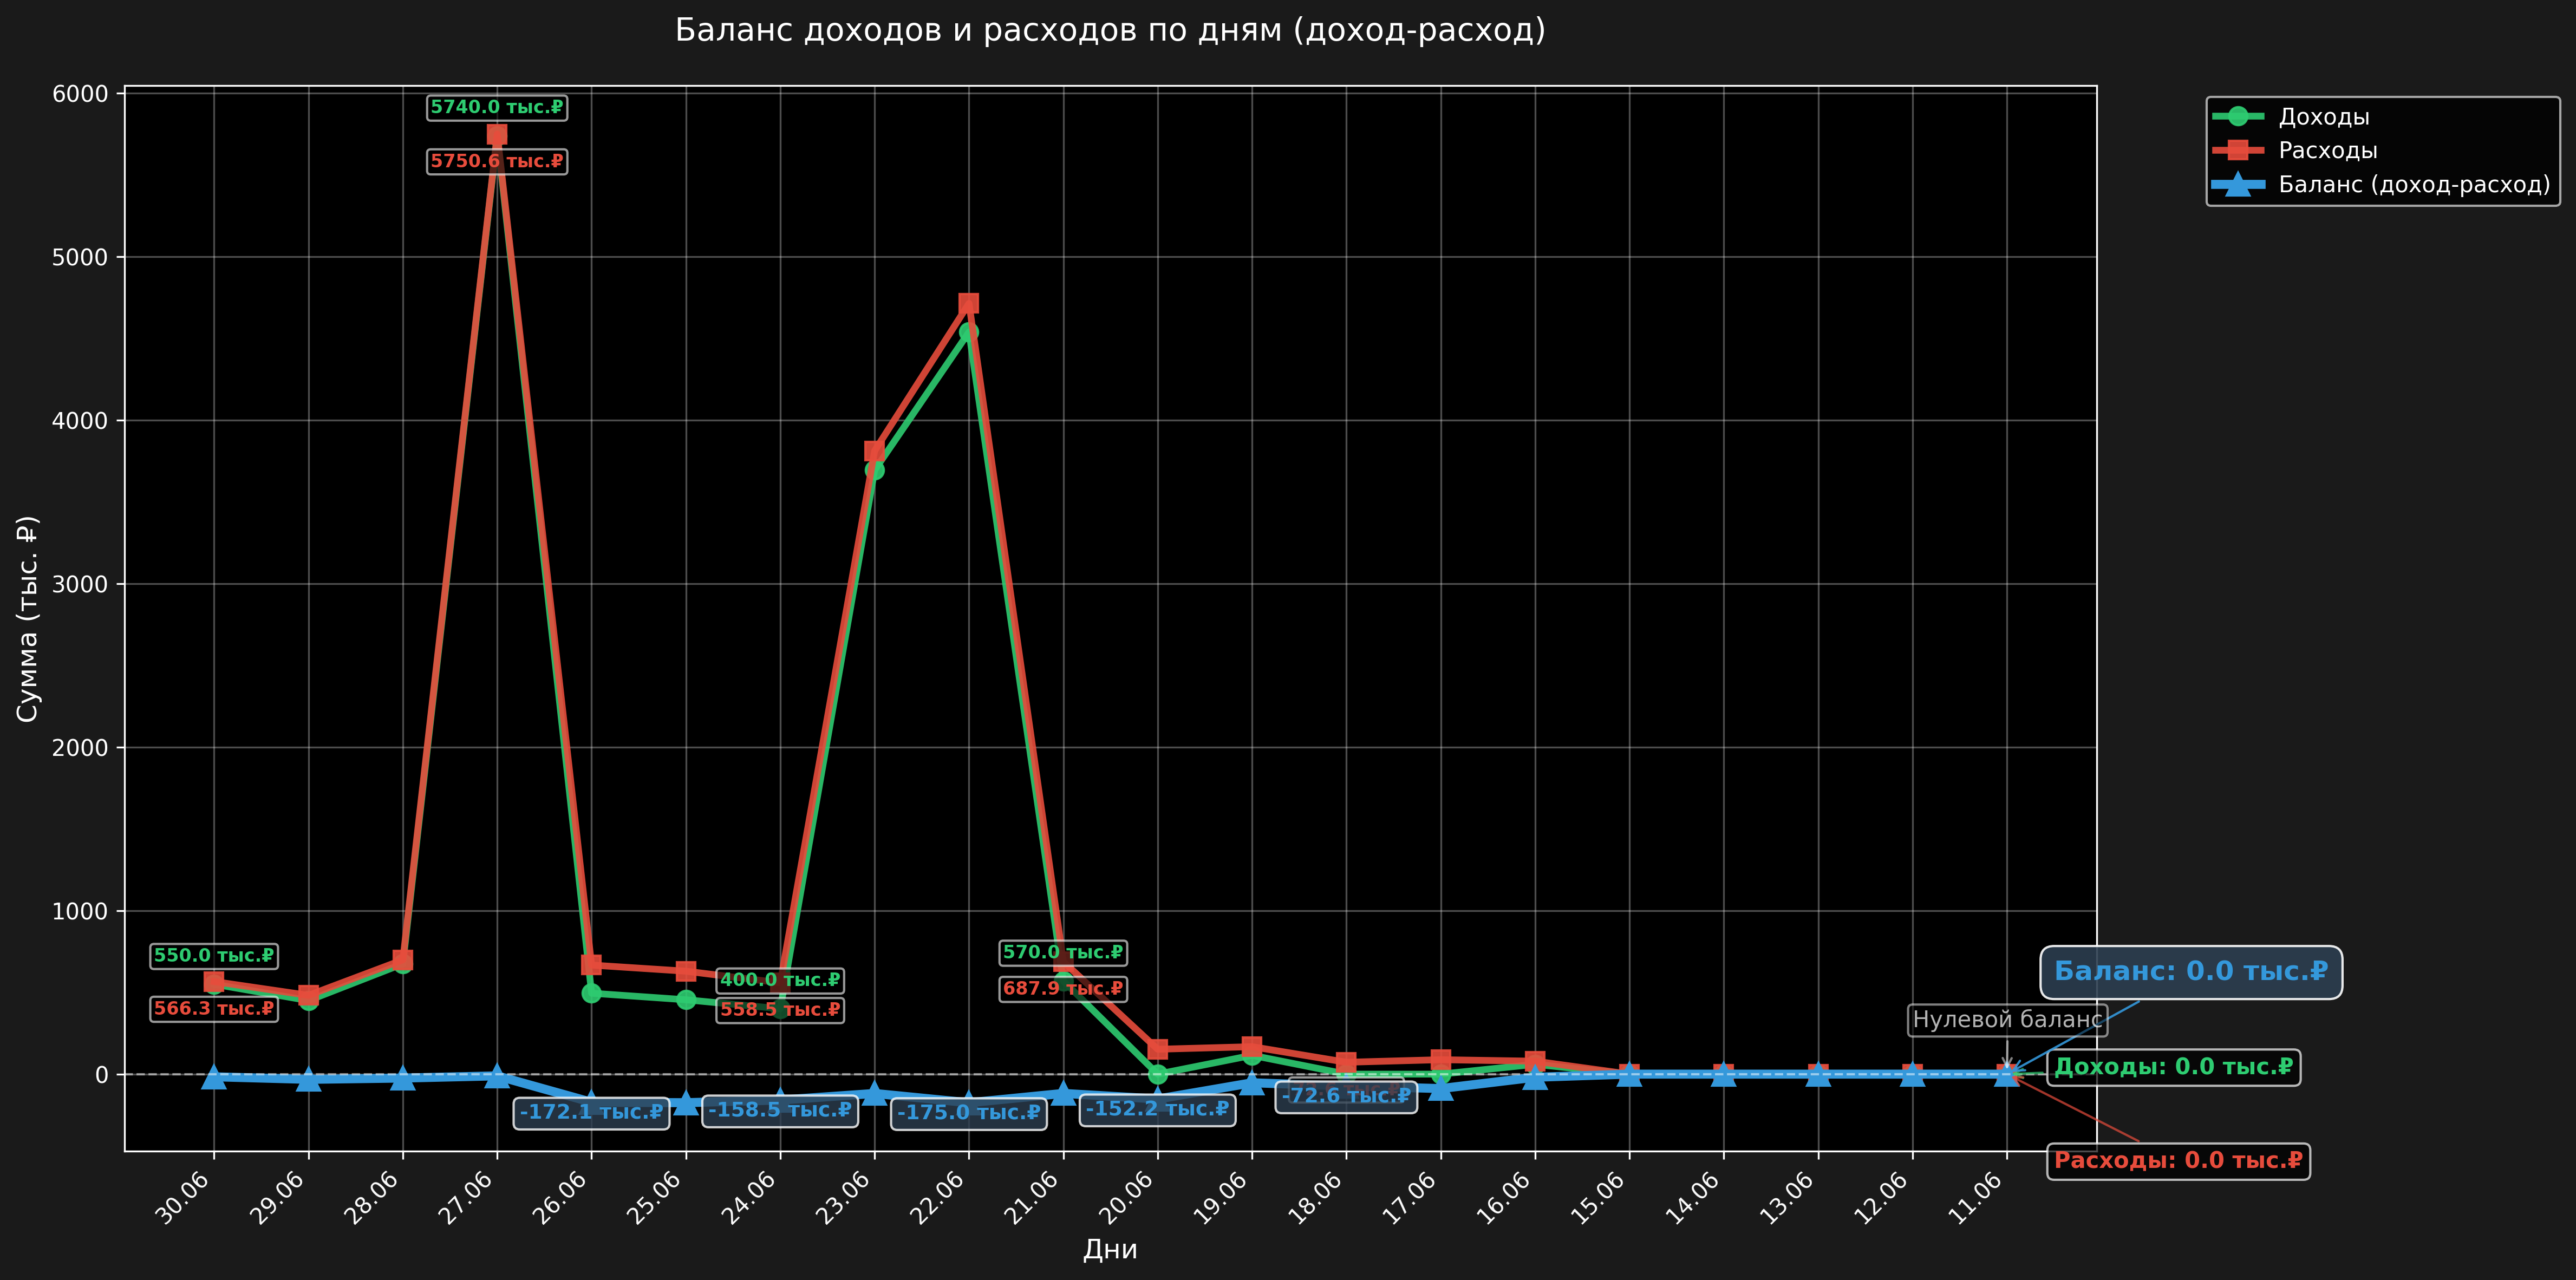 Баланс доходов и расходов по дням (доход-расход)
Доходы
Расходы
Баланс (доход-расход)
Сумма (тыс. ₽)
6000
5000
4000
3000
2000
1000
0
5740.0 тыс.₽
5750.6 тыс.₽
550.0 тыс.₽
566.3 тыс.₽
400.0 тыс.₽
558.5 тыс.₽
570.0 тыс.₽
687.9 тыс.₽
-172.1 тыс.₽
-158.5 тыс.₽
-175.0 тыс.₽
-152.2 тыс.₽
-72.6 тыс.₽
Баланс: 0.0 тыс.₽
Нулевой баланс
Доходы: 0.0 тыс.₽
Расходы: 0.0 тыс.₽
30.06
29.06
28.06
27.06
26.06
25.06
24.06
23.06
22.06
21.06
20.06
19.06
18.06
17.06
16.06
15.06
14.06
13.06
12.06
11.06
Дни